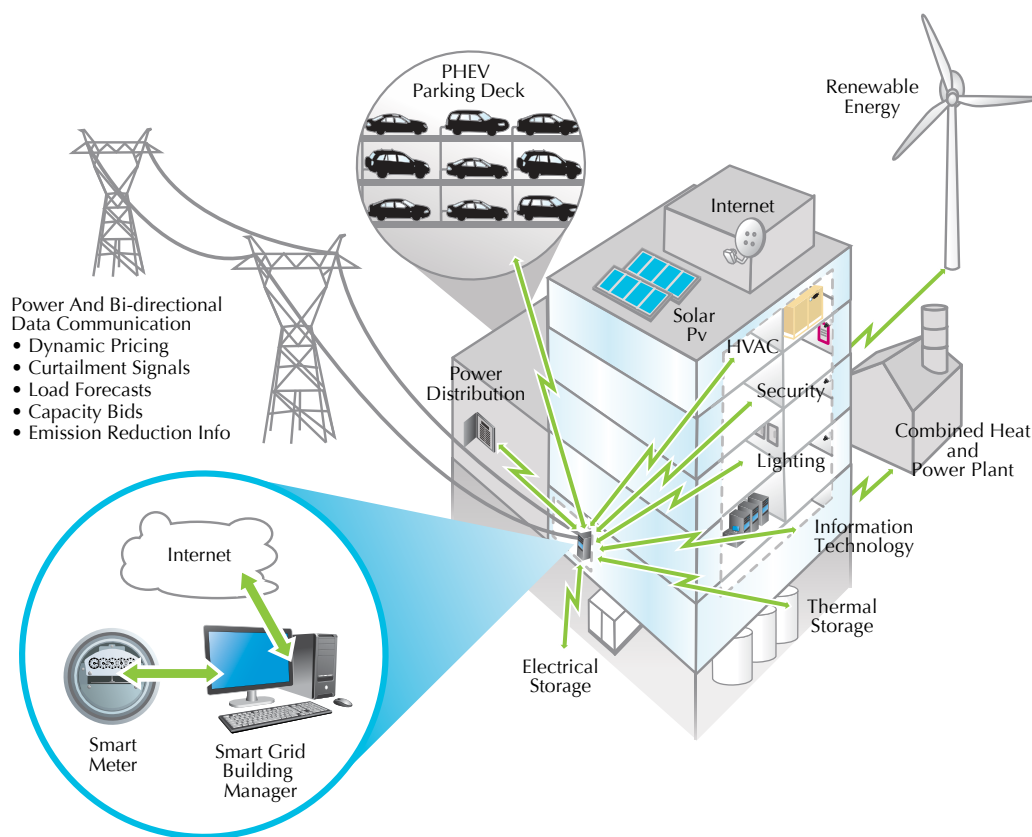 PHEV
Parking Deck
Renewable
Energy
Internet
Solar
Pv
HVAC
Power
Distribution
Security
Lighting
Combined Heat
and
Power Plant
Information
Technology
Thermal
Storage
Electrical
Storage
Power And Bi-directional
Data Communication
• Dynamic Pricing
• Curtailment Signals
• Load Forecasts
• Capacity Bids
• Emission Reduction Info
Internet
Smart
Meter
Smart Grid
Building
Manager